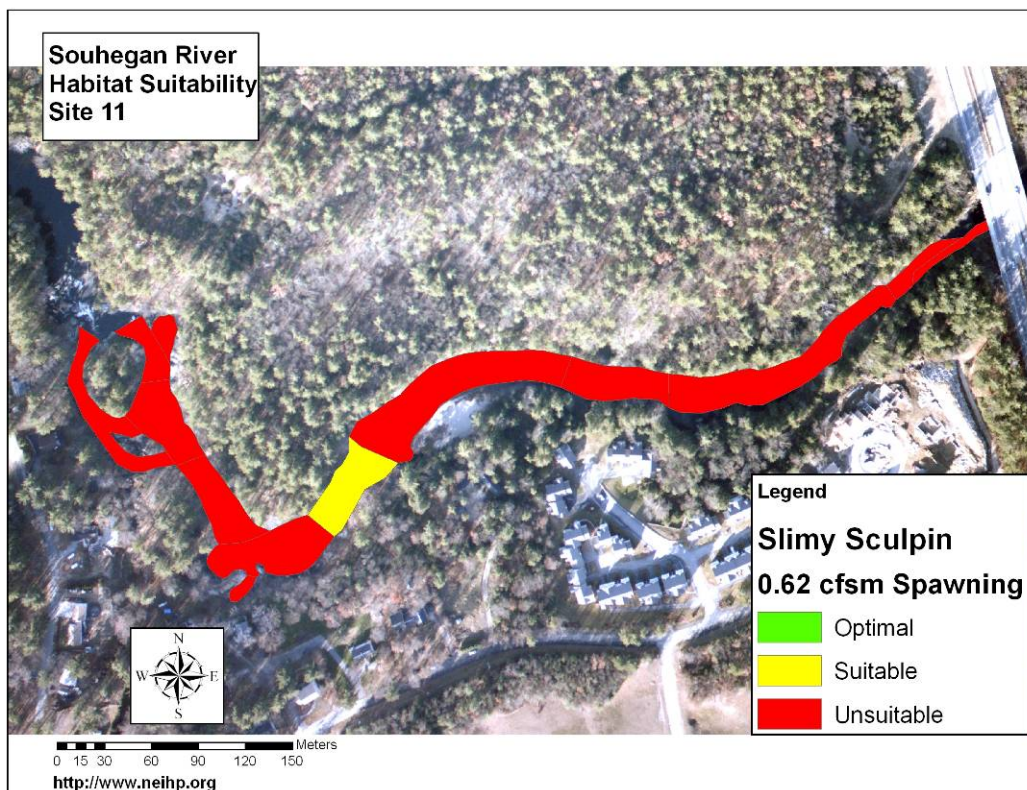 Souhegan River
Habitat Suitability
Site 11
Legend
Slimy Sculpin
0.62 cfsm Spawning
Optimal
Suitable
Unsuitable
N
W E
S
Meters
0 15 30 60 90 120 150
http://www.neihp.org